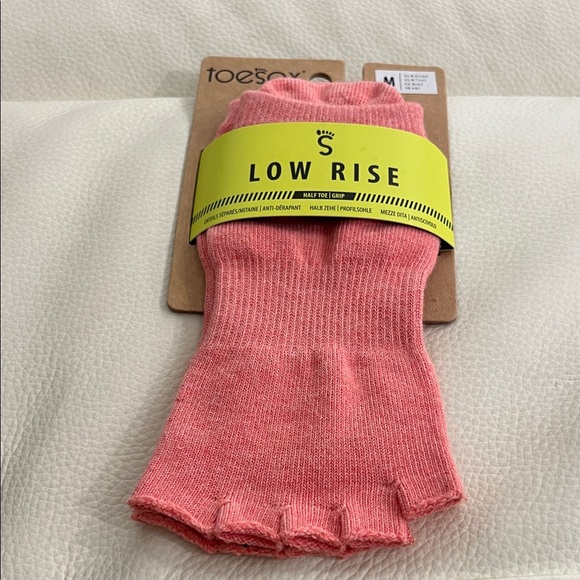 toesox
M
S
LOW RISE
HALF TOE | GRIP
ORTEILS SÉPARÉS/MITAINE | ANTI-DÉRAPANT HALB ZEHE | PROFILSOHLE MEZZE DITA | ANTISCIVOLO